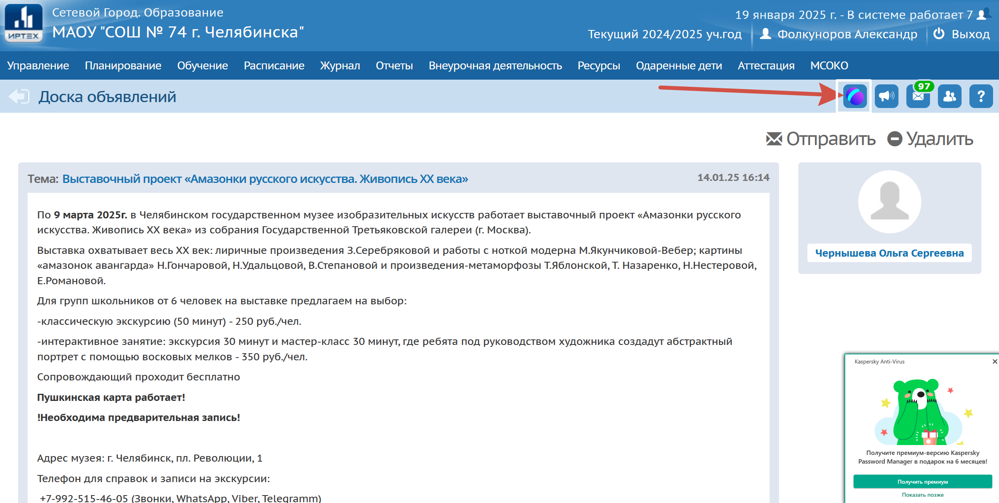 Сетевой Город. Образование
МАОУ "СОШ № 74 г. Челябинска"
ИРТЕХ
19 января 2025 г. - В системе работает 7
Текущий 2024/2025 уч.год
Фолкуноров Александр
Выход
Управление Планирование Обучение Расписание Журнал Отчеты Внеурочная деятельность Ресурсы Одаренные дети Аттестация МСОКО
Доска объявлений
97
?
Отправить Удалить
Тема: Выставочный проект «Амазонки русского искусства. Живопись XX века»
14.01.25 16:14
По 9 марта 2025г. в Челябинском государственном музее изобразительных искусств работает выставочный проект «Амазонки русского
искусства. Живопись XX века» из собрания Государственной Третьяковской галереи (г. Москва).
Выставка охватывает весь XX век: лиричные произведения З.Серебряковой и работы с ноткой модерна М.Якунчиковой-Вебер; картины
«амазонок авангарда» Н.Гончаровой, Н.Удальцовой, В.Степановой и произведения-метаморфозы Т.Яблонской, Т. Назаренко, Н.Нестеровой,
Е.Романовой.
Для групп школьников от 6 человек на выставке предлагаем на выбор:
-классическую экскурсию (50 минут) - 250 руб./чел.
-интерактивное занятие: экскурсия 30 минут и мастер-класс 30 минут, где ребята под руководством художника создадут абстрактный
портрет с помощью восковых мелков - 350 руб./чел.
Сопровождающий проходит бесплатно
Пушкинская карта работает!
!Необходима предварительная запись!
Адрес музея: г. Челябинск, пл. Революции, 1
Телефон для справок и записи на экскурсии:
+7-992-515-46-05 (Звонки, WhatsApp, Viber, Telegramm)
Чернышева Ольга Сергеевна
Kaspersky Anti-Virus
Получите премиум-версию Kaspersky
Password Manager в подарок на 6 месяцев!
Получить премиум
Показать позже